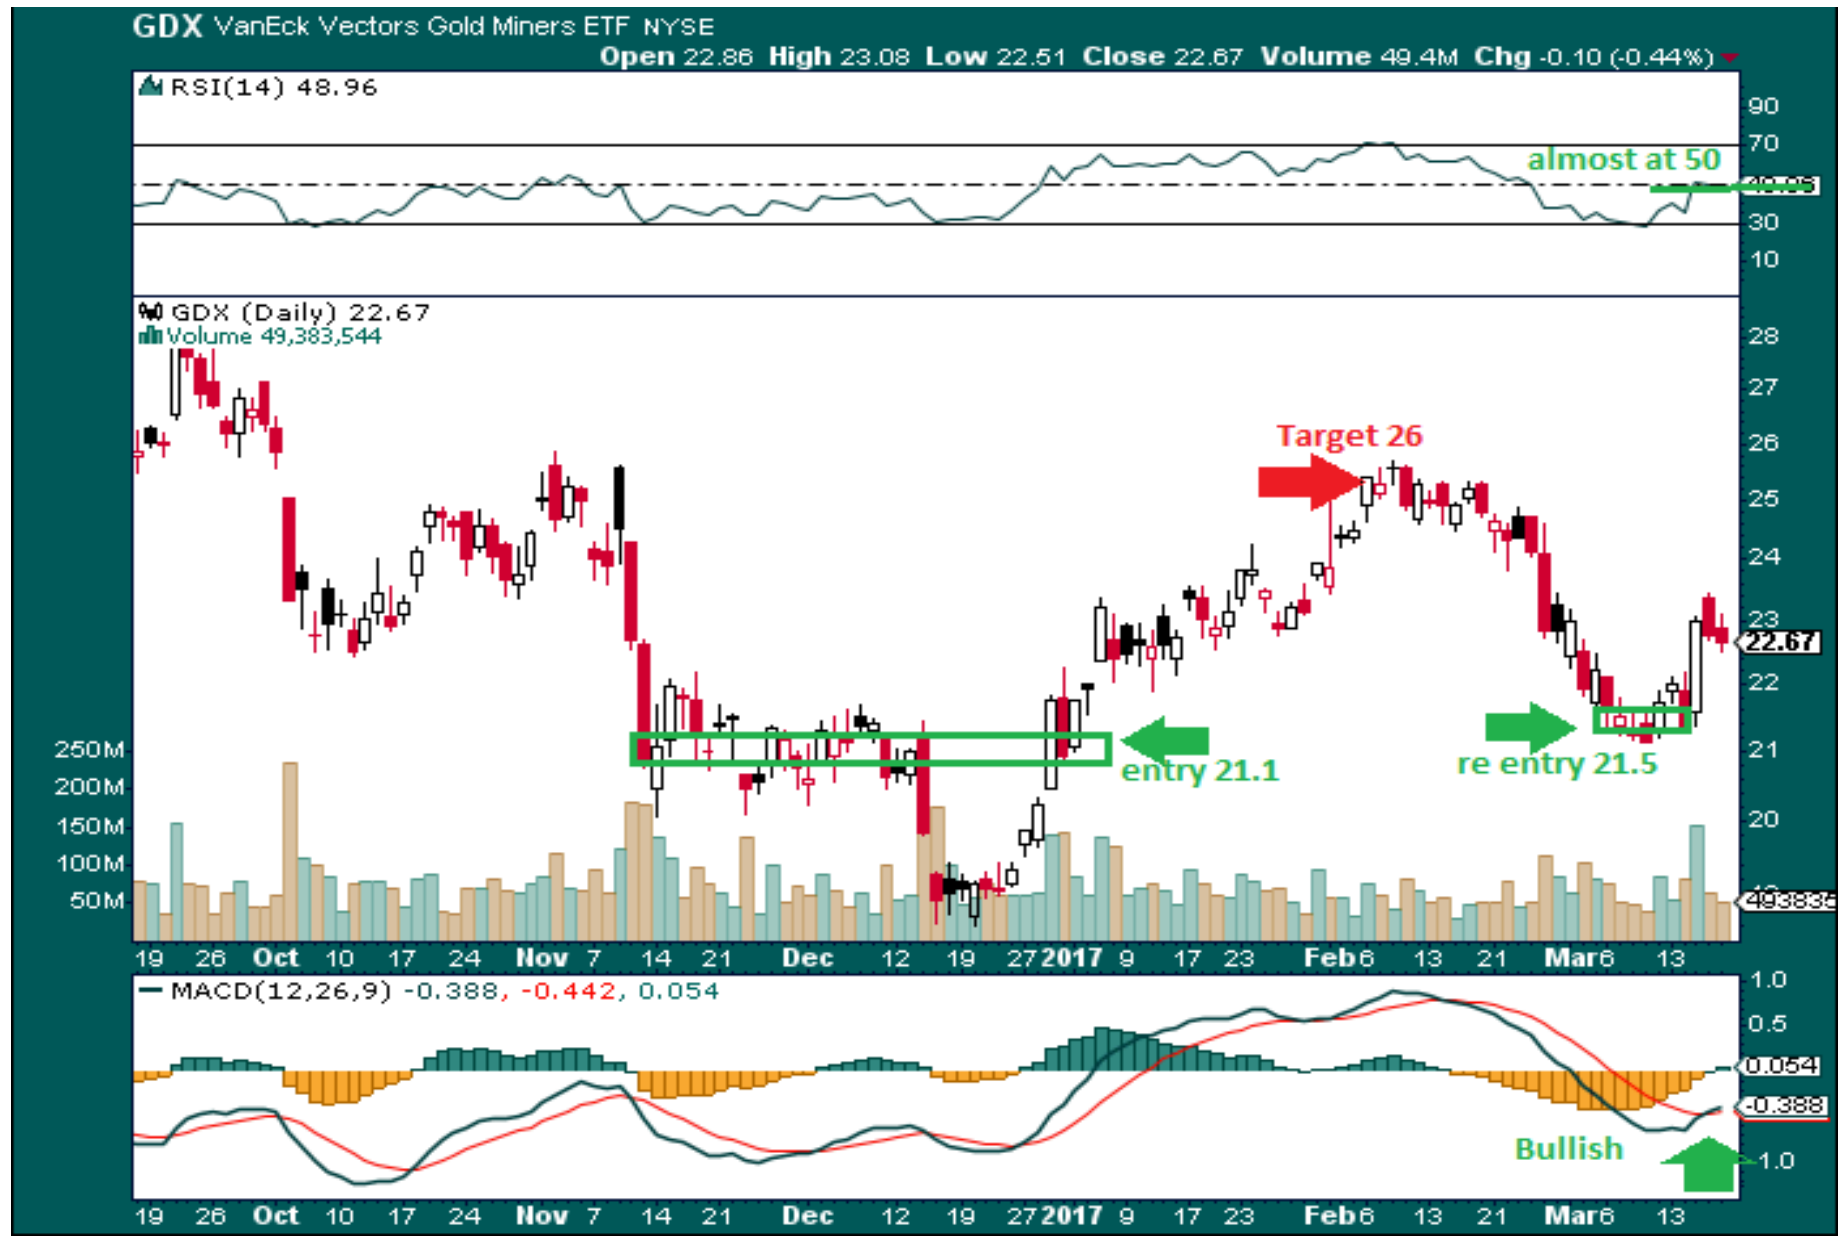 GDX VanEck Vectors Gold Miners ETF NYSE
Open 22.86 High 23.08 Low 22.51 Close 22.67 Volume 49.4M Chg -0.10 (-0.44%)
RSI(14) 48.96
90
70
almost at 50
30
10
GDX (Daily) 22.67
Volume 49,383,544
28
27
Target 26
26
25
24
23
22.67
22
re entry 21.5
entry 21.1
250M
21
200M
150M
20
100M
50M
493835
19 26 Oct 10 17 24 Nov 7 14 21 Dec 12 19 27 2017 9 17 23 Feb 6 13 21 Mar 6 13
MACD(12,26,9) -0.388, -0.442, 0.054
1.0
0.5
0.054
-0.388
Bullish
1.0
19 26 Oct 10 17 24 Nov 7 14 21 Dec 12 19 27 2017 9 17 23 Feb 6 13 21 Mar 6 13